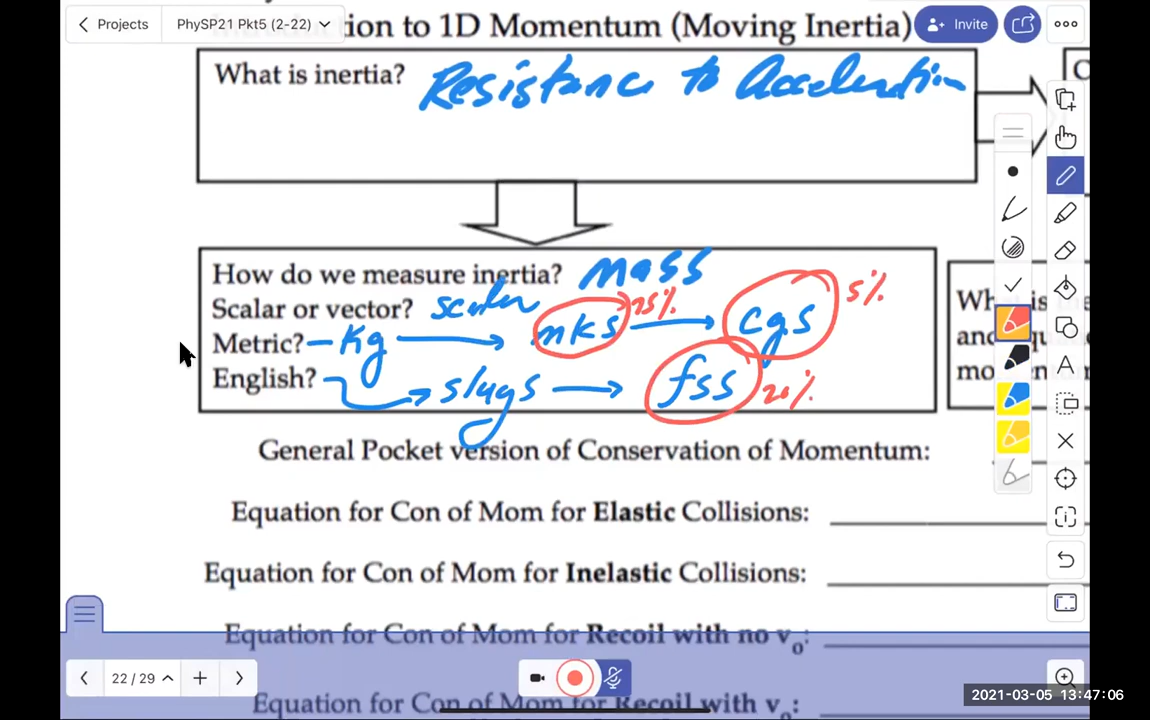 Projects PhySP21 Pkt5 (2-22) tion to 1D Momentum (Moving Inertia) Invite
What is inertia? Resistance to Acceleration
How do we measure inertia? mass
Scalar or vector? scalar
Metric? - Kg → mks 75% → cgs 5%
English? → slugs → fss 20%
General Pocket version of Conservation of Momentum:
Equation for Con of Mom for Elastic Collisions:
Equation for Con of Mom for Inelastic Collisions:
Equation for Con of Mom for Recoil with no v₀:
22 / 29
Equation for Con of Mom for Recoil with v₀:
2021-03-05 13:47:06